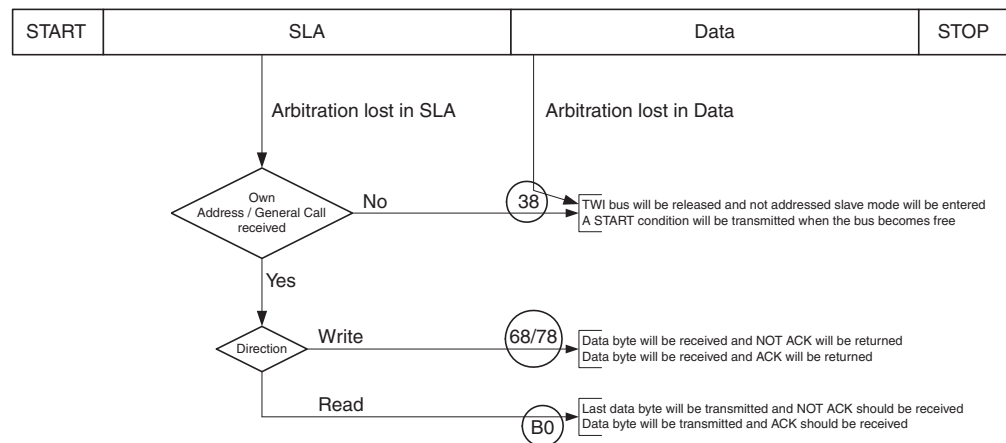 START SLA Data STOP
Arbitration lost in SLA Arbitration lost in Data
Own
Address / General Call
received
No
38
TWI bus will be released and not addressed slave mode will be entered
A START condition will be transmitted when the bus becomes free
Yes
Direction
Write
68/78
Data byte will be received and NOT ACK will be returned
Data byte will be received and ACK will be returned
Read
B0
Last data byte will be transmitted and NOT ACK should be received
Data byte will be transmitted and ACK should be received